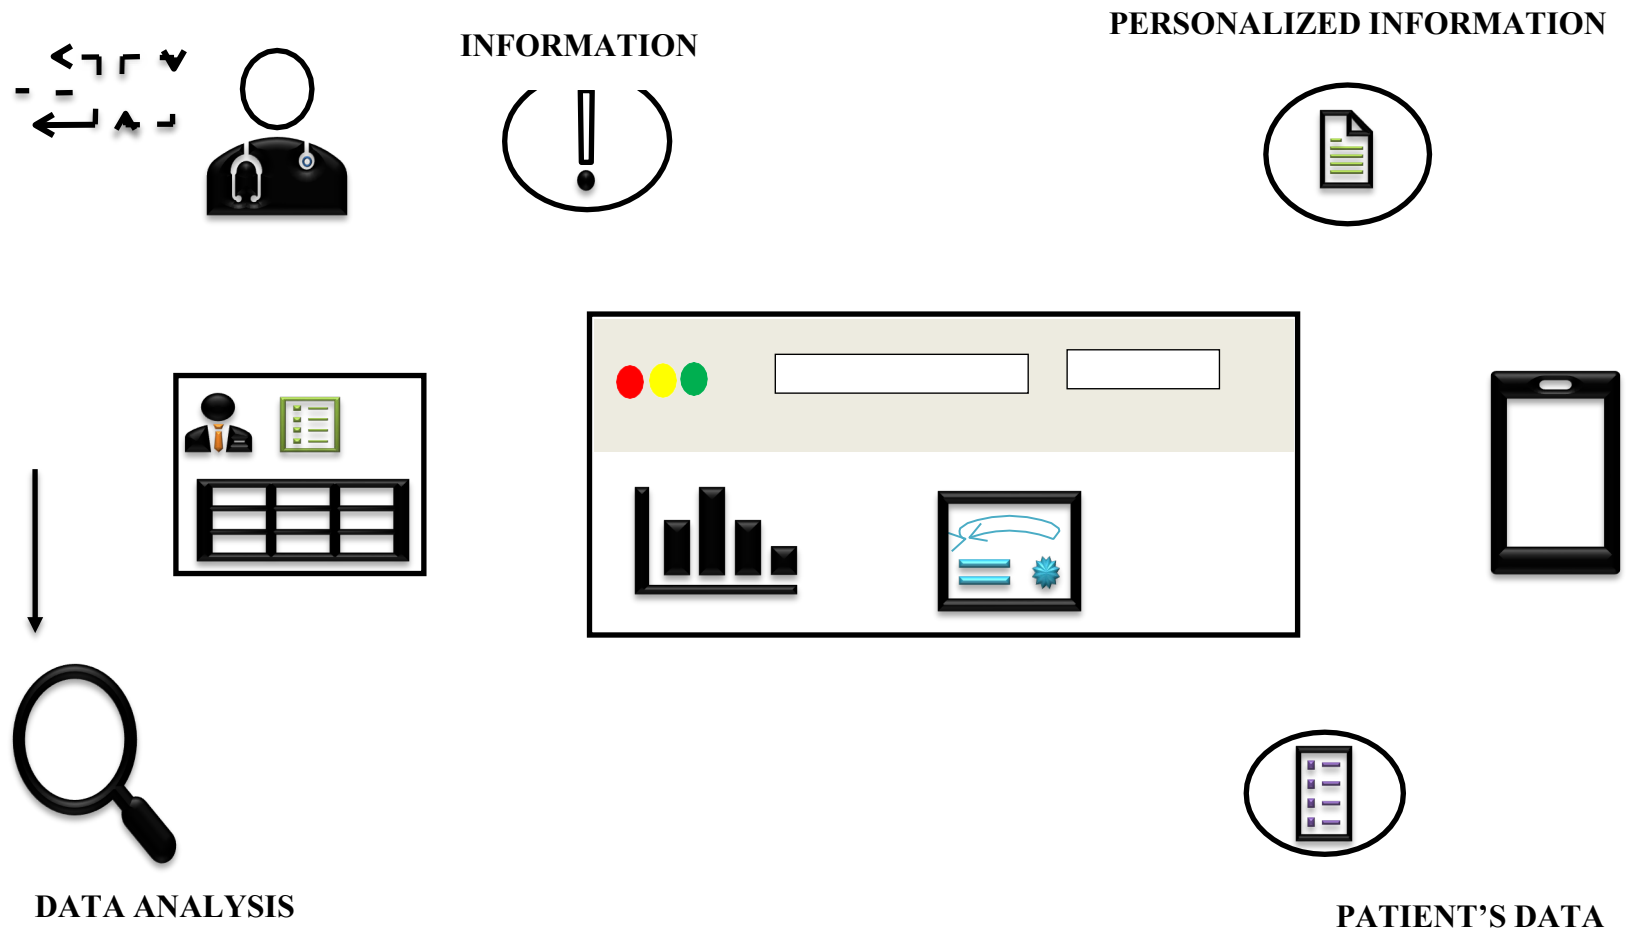 PERSONALIZED INFORMATION
INFORMATION
DATA ANALYSIS
PATIENT’S DATA